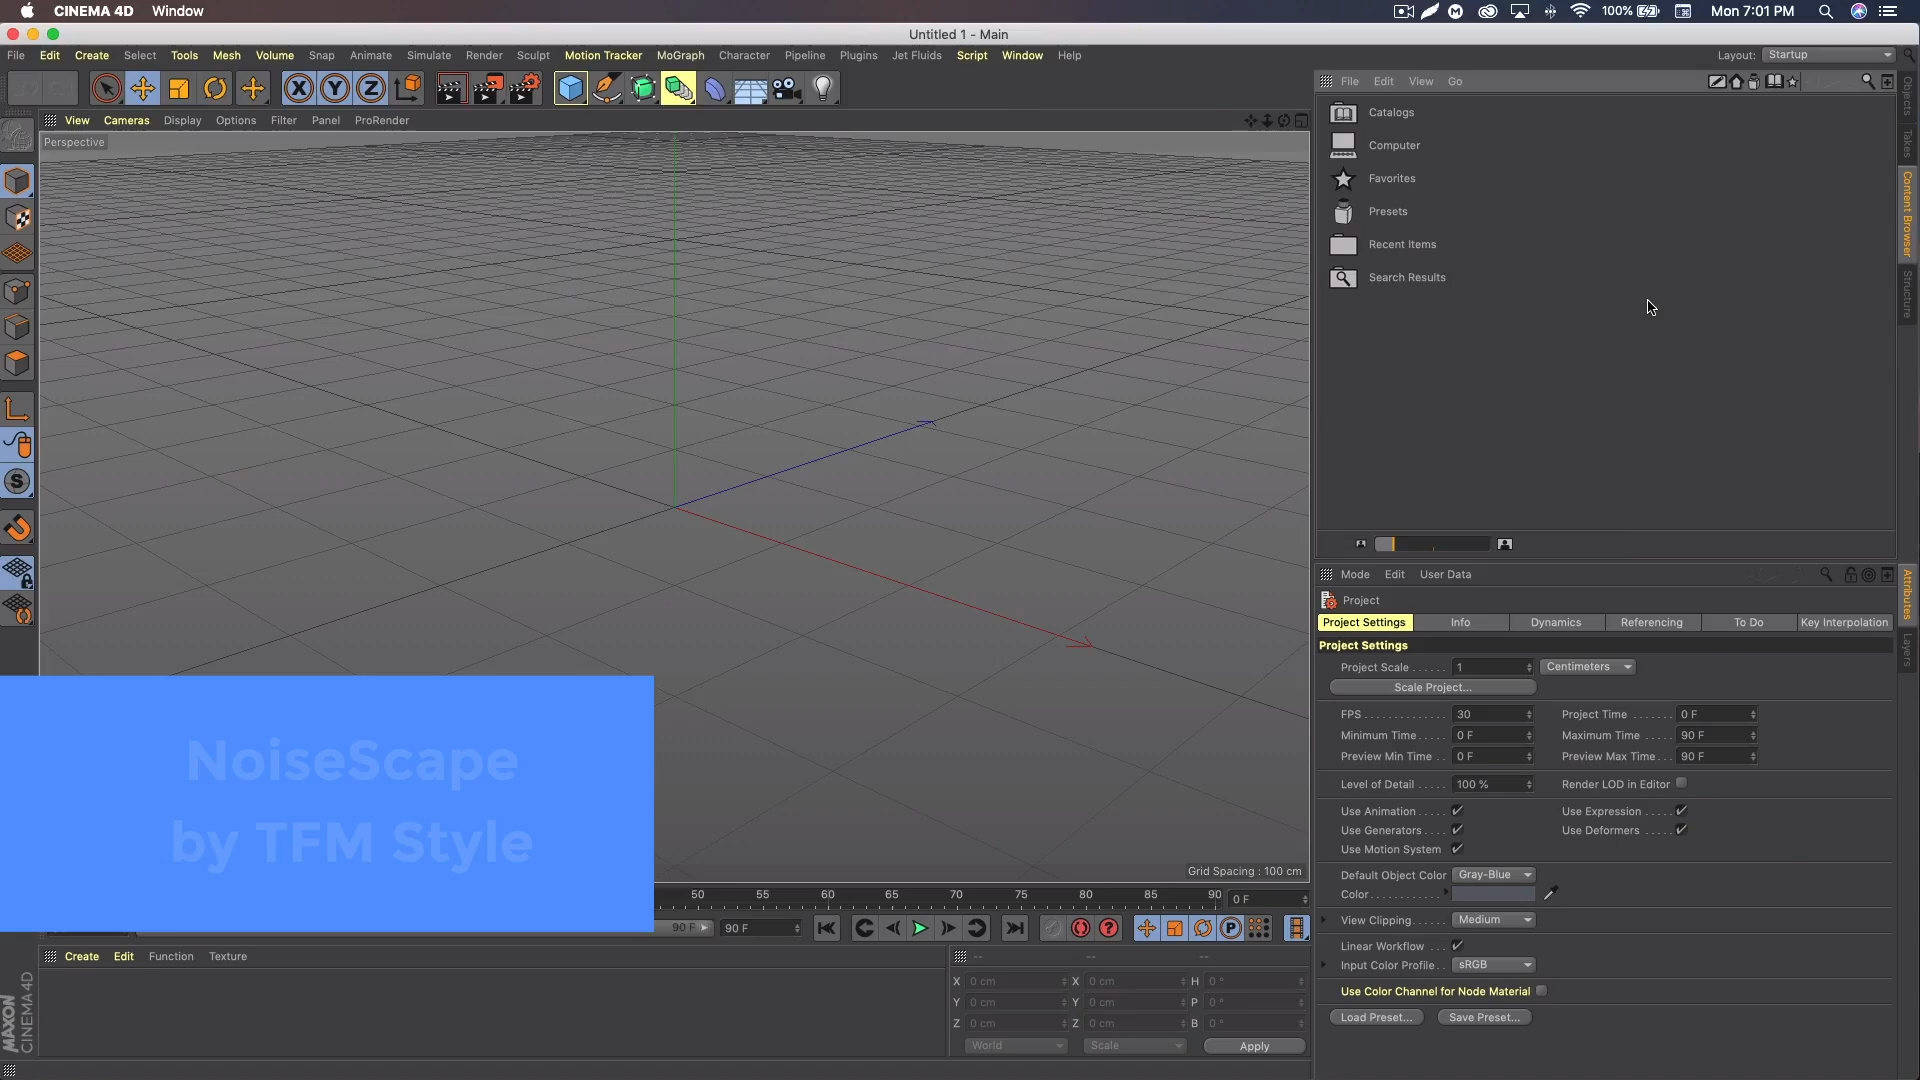 CINEMA 4D Window
100% Mon 7:01 PM
Untitled 1 - Main
File Edit Create Select Tools Mesh Volume Snap Animate Simulate Render Sculpt Motion Tracker MoGraph Character Pipeline Plugins Jet Fluids Script Window Help
Layout: Startup
File Edit View Go
View Cameras Display Options Filter Panel ProRender
Perspective
Catalogs
Computer
Favorites
Presets
Recent Items
Search Results
Objects
Takes
Content Browser
Structure
Mode Edit User Data
Project
Project Settings Info Dynamics Referencing To Do Key Interpolation
Project Settings
Project Scale ...... 1 Centimeters
Scale Project...
FPS .............. 30 Project Time ....... 0 F
Minimum Time .... 0 F Maximum Time ..... 90 F
Preview Min Time .. 0 F Preview Max Time ... 90 F
Level of Detail ..... 100 % Render LOD in Editor
Use Animation .... Use Expression ....
Use Generators .... Use Deformers .....
Use Motion System
Default Object Color Gray-Blue
Color ............
View Clipping ...... Medium
Linear Workflow ...
Input Color Profile .. sRGB
Use Color Channel for Node Material
Load Preset... Save Preset...
Attributes
Layers
NoiseScape
by TFM Style
Grid Spacing : 100 cm
50 55 60 65 70 75 80 85 90 0 F
90 F 90 F
Create Edit Function Texture
-- -- --
X 0 cm X 0 cm H 0 °
Y 0 cm Y 0 cm P 0 °
Z 0 cm Z 0 cm B 0 °
World Scale Apply
MAXON
CINEMA 4D